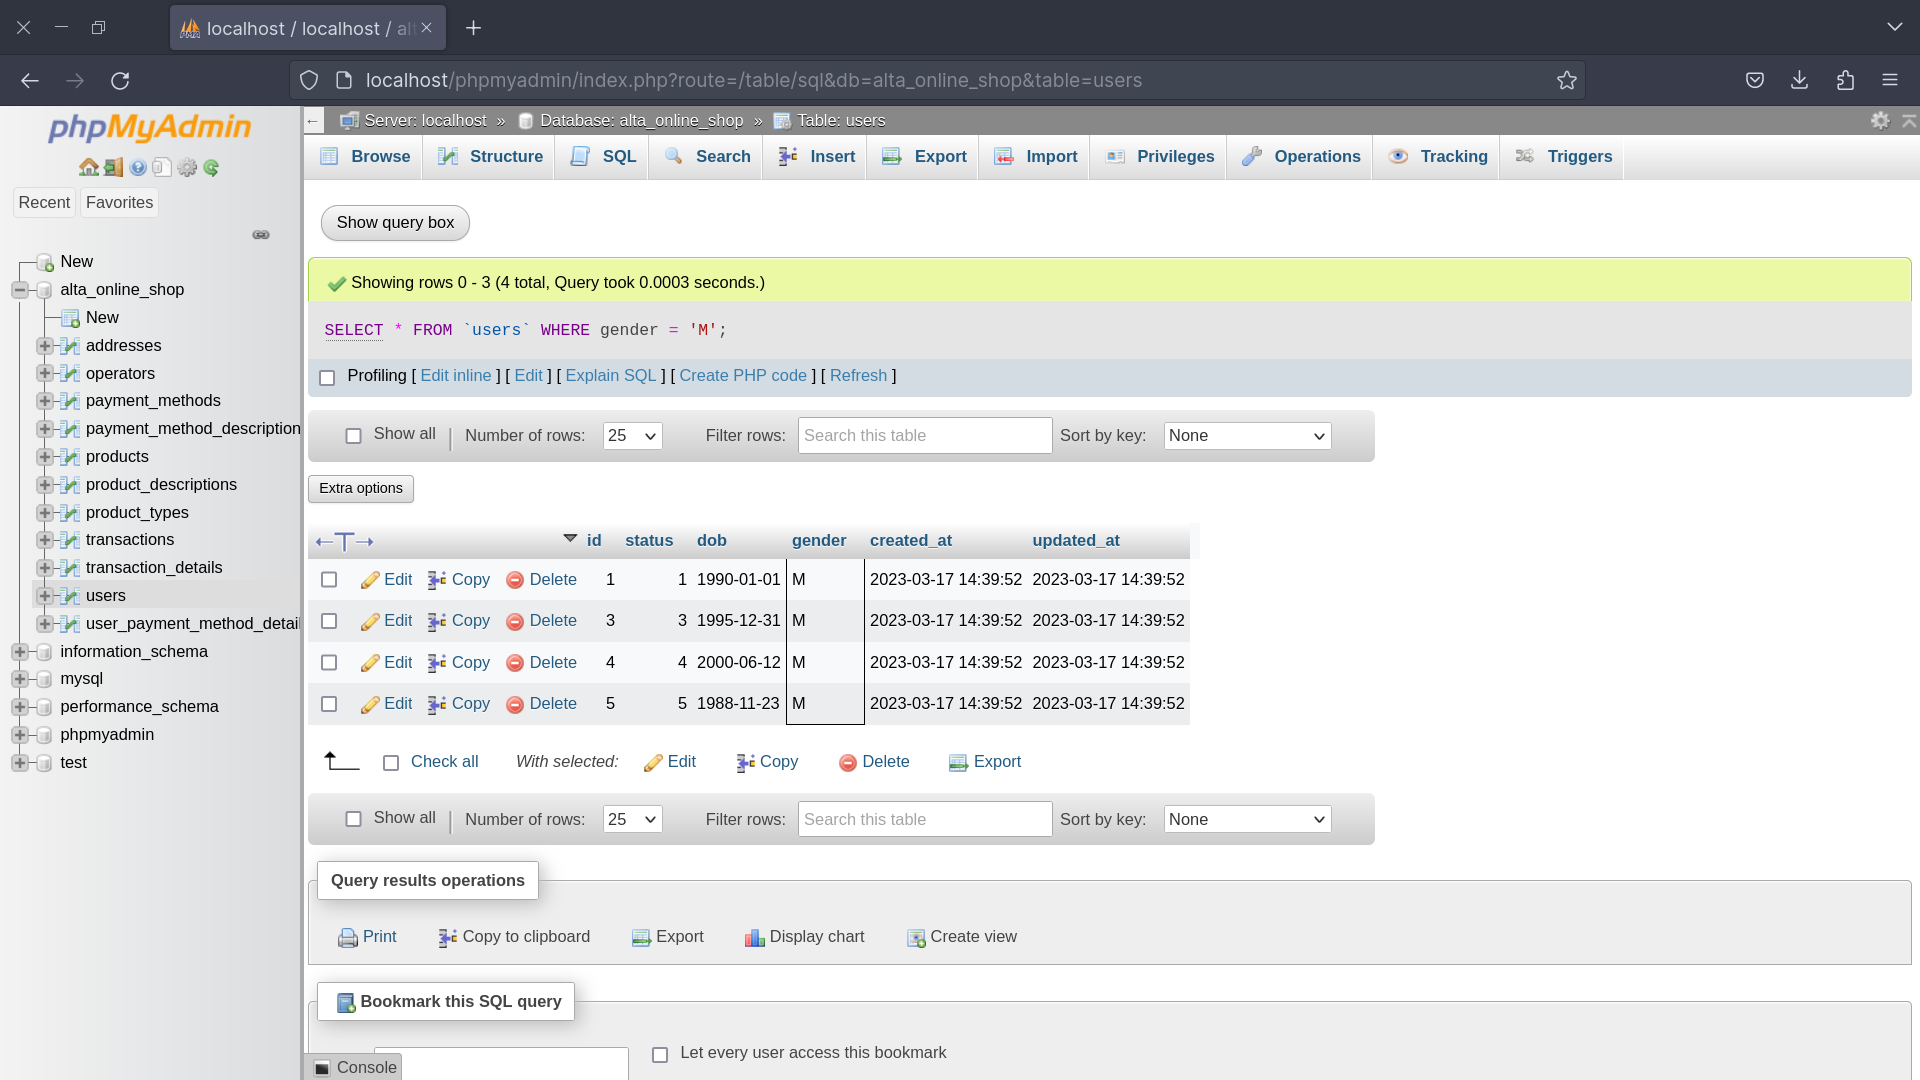 localhost / localhost / alt
localhost/phpmyadmin/index.php?route=/table/sql&db=alta_online_shop&table=users
phpMyAdmin
Recent Favorites
New
alta_online_shop
New
addresses
operators
payment_methods
payment_method_description
products
product_descriptions
product_types
transactions
transaction_details
users
user_payment_method_detai
information_schema
mysql
performance_schema
phpmyadmin
test
Server: localhost » Database: alta_online_shop » Table: users
Browse Structure SQL Search Insert Export Import Privileges Operations Tracking Triggers
Show query box
Showing rows 0 - 3 (4 total, Query took 0.0003 seconds.)
SELECT * FROM `users` WHERE gender = 'M';
Profiling [ Edit inline ] [ Edit ] [ Explain SQL ] [ Create PHP code ] [ Refresh ]
Show all | Number of rows: 25 Filter rows: Search this table Sort by key: None
Extra options
←T→ id status dob gender created_at updated_at
Edit Copy Delete 1 1 1990-01-01 M 2023-03-17 14:39:52 2023-03-17 14:39:52
Edit Copy Delete 3 3 1995-12-31 M 2023-03-17 14:39:52 2023-03-17 14:39:52
Edit Copy Delete 4 4 2000-06-12 M 2023-03-17 14:39:52 2023-03-17 14:39:52
Edit Copy Delete 5 5 1988-11-23 M 2023-03-17 14:39:52 2023-03-17 14:39:52
Check all With selected: Edit Copy Delete Export
Show all | Number of rows: 25 Filter rows: Search this table Sort by key: None
Query results operations
Print Copy to clipboard Export Display chart Create view
Bookmark this SQL query
Let every user access this bookmark
Console